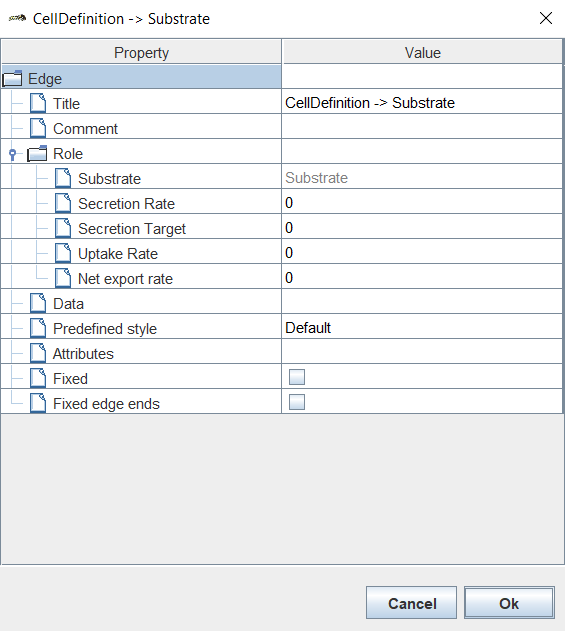 CellDefinition -> Substrate
Property Value
Edge
Title CellDefinition -> Substrate
Comment
Role
Substrate Substrate
Secretion Rate 0
Secretion Target 0
Uptake Rate 0
Net export rate 0
Data
Predefined style Default
Attributes
Fixed
Fixed edge ends
Cancel Ok